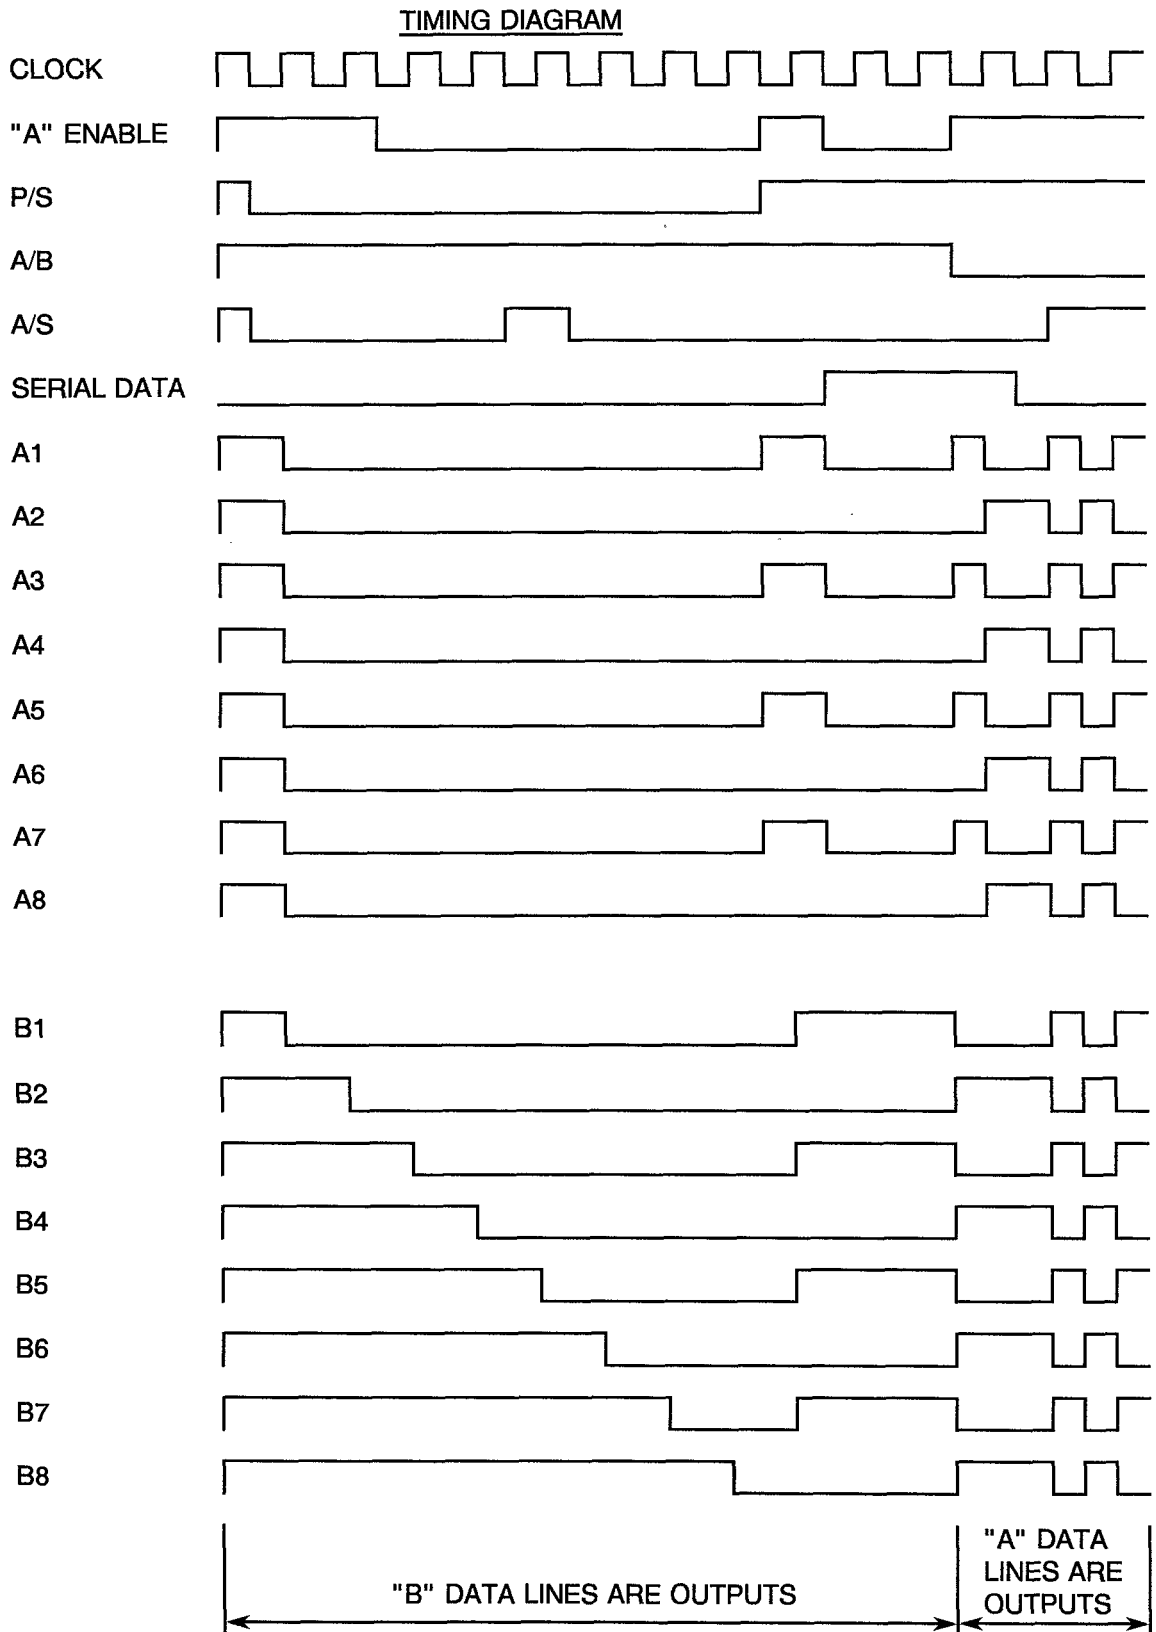 TIMING DIAGRAM
CLOCK
"A" ENABLE
P/S
A/B
A/S
SERIAL DATA
A1
A2
A3
A4
A5
A6
A7
A8
B1
B2
B3
B4
B5
B6
B7
B8
"B" DATA LINES ARE OUTPUTS
"A" DATA
LINES ARE
OUTPUTS